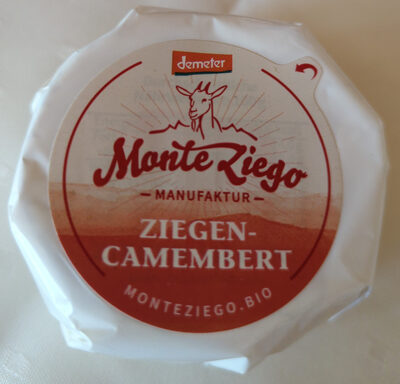 demeter
Monte Ziego
MANUFAKTUR
ZIEGEN-
CAMEMBERT
MONTEZIEGO.BIO